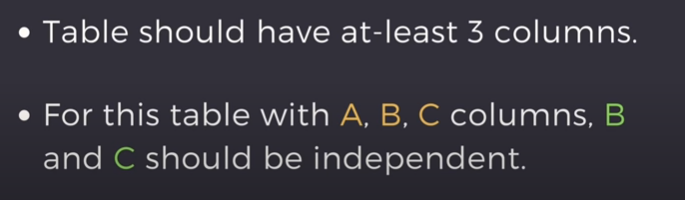 • Table should have at-least 3 columns.
• For this table with A, B, C columns, B
and C should be independent.